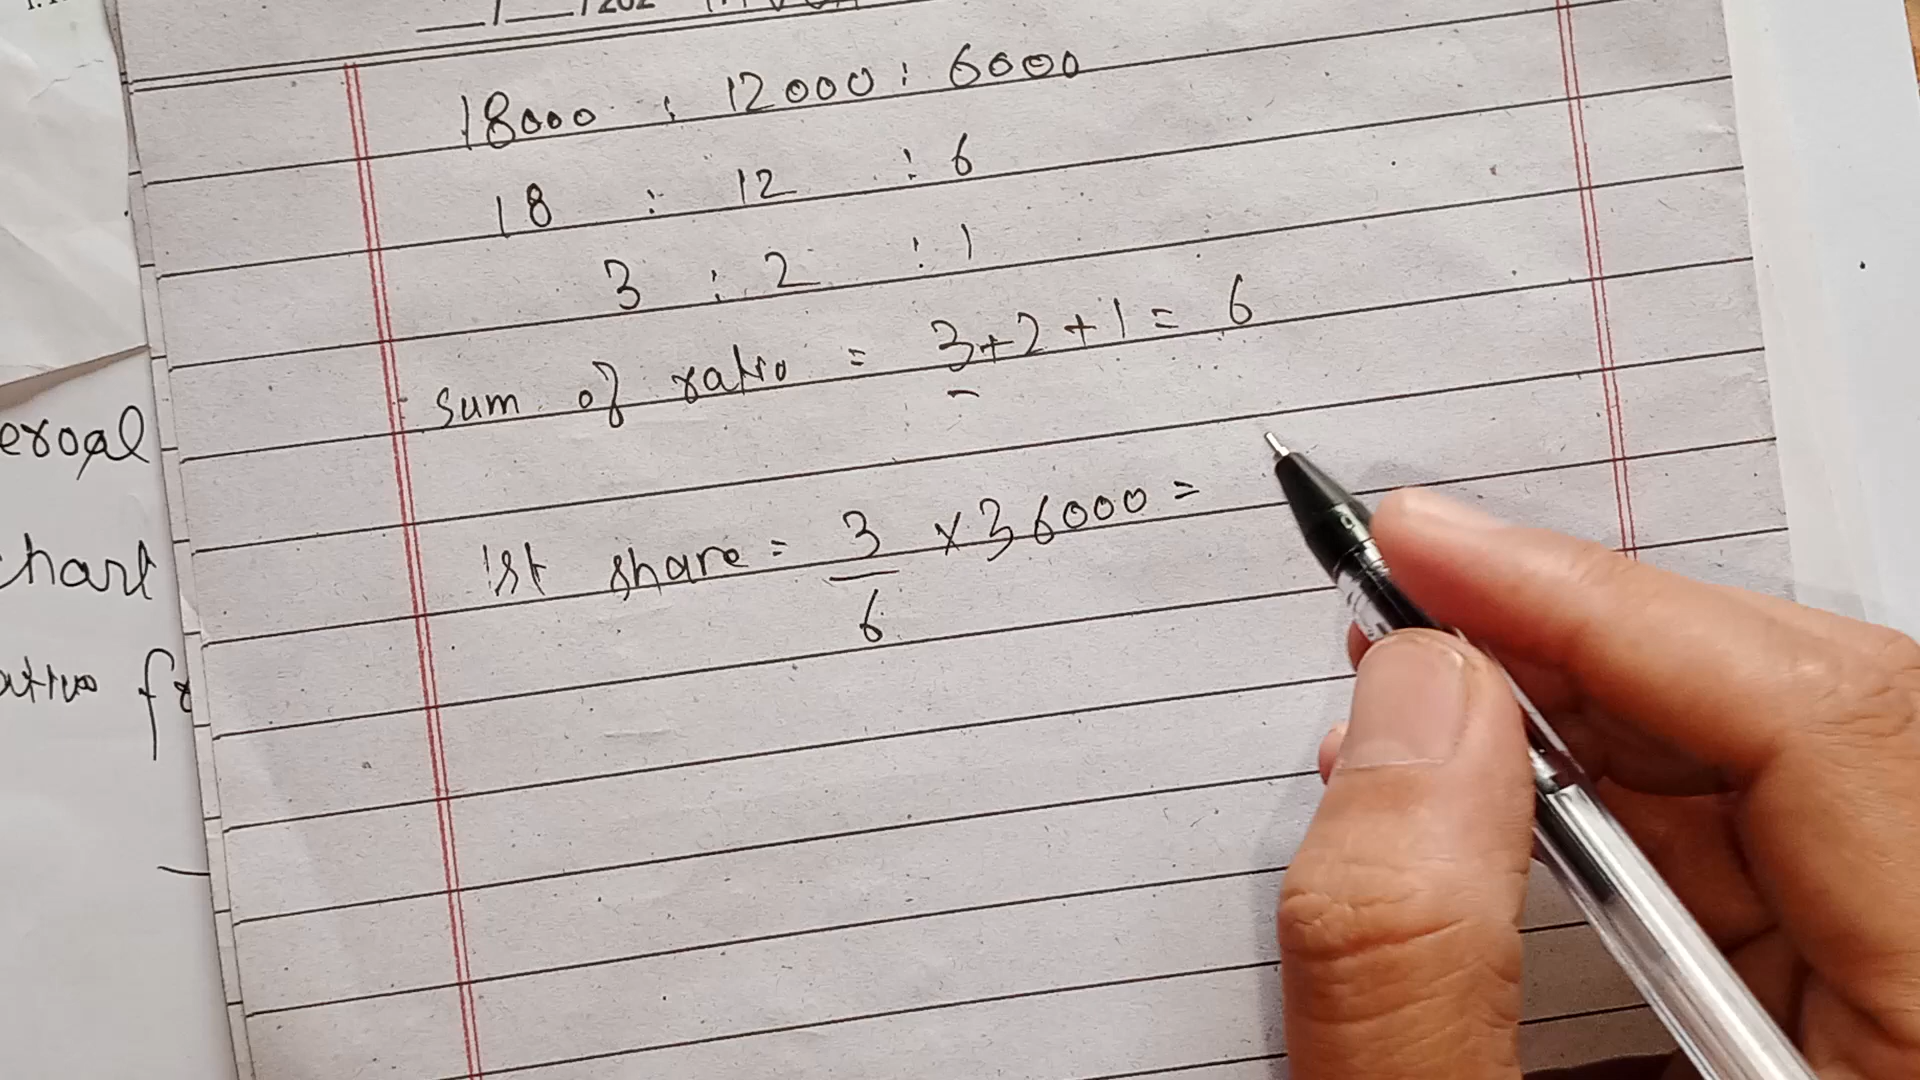 18000 : 12000 : 6000
18 : 12 : 6
3 : 2 : 1
Sum of ratio = 3+2+1 = 6
1st share = 3/6 × 36000 =
hart